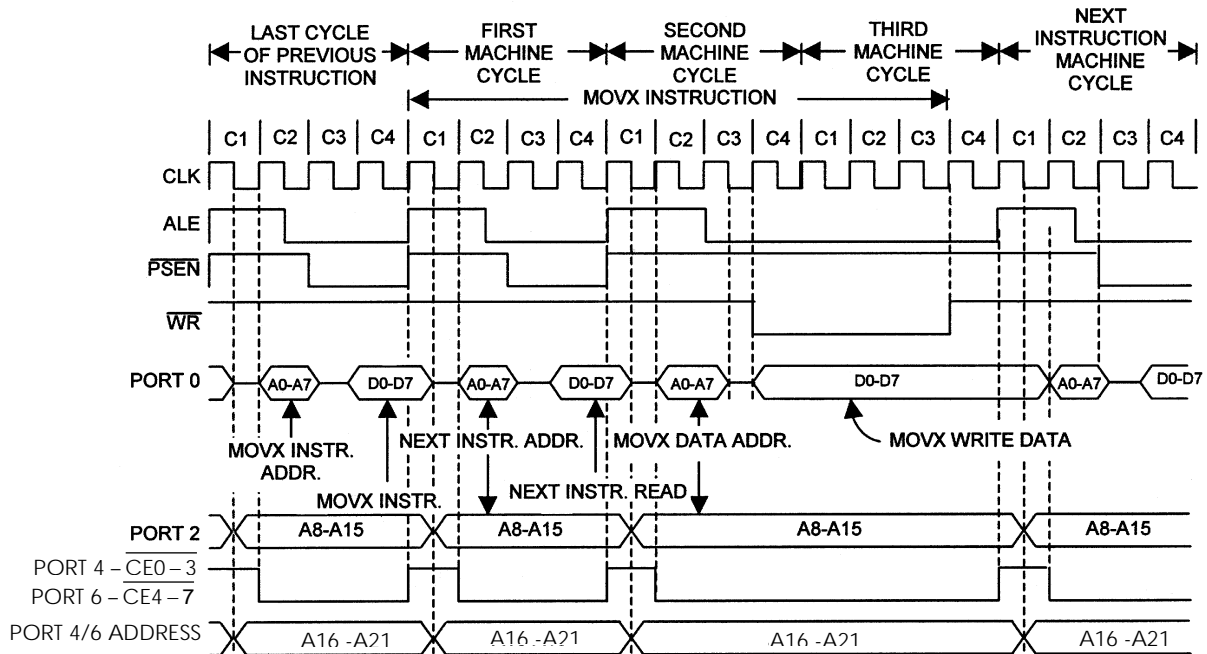 LAST CYCLE OF PREVIOUS INSTRUCTION
FIRST MACHINE CYCLE
SECOND MACHINE CYCLE
THIRD MACHINE CYCLE
NEXT INSTRUCTION MACHINE CYCLE
MOVX INSTRUCTION
C1 C2 C3 C4 C1 C2 C3 C4 C1 C2 C3 C4 C1 C2 C3 C4 C1 C2 C3 C4
CLK
ALE
PSEN
WR
PORT 0
A0-A7 D0-D7 A0-A7 D0-D7 A0-A7 D0-D7 A0-A7 D0-D7
MOVX INSTR. ADDR.
NEXT INSTR. ADDR.
MOVX DATA ADDR.
MOVX WRITE DATA
MOVX INSTR.
NEXT INSTR. READ
PORT 2
A8-A15 A8-A15 A8-A15 A8-A15
PORT 4 – CE0 – 3
PORT 6 – CE4 – 7
PORT 4/6 ADDRESS
A16 -A21 A16 -A21 A16 -A21 A16 -A21